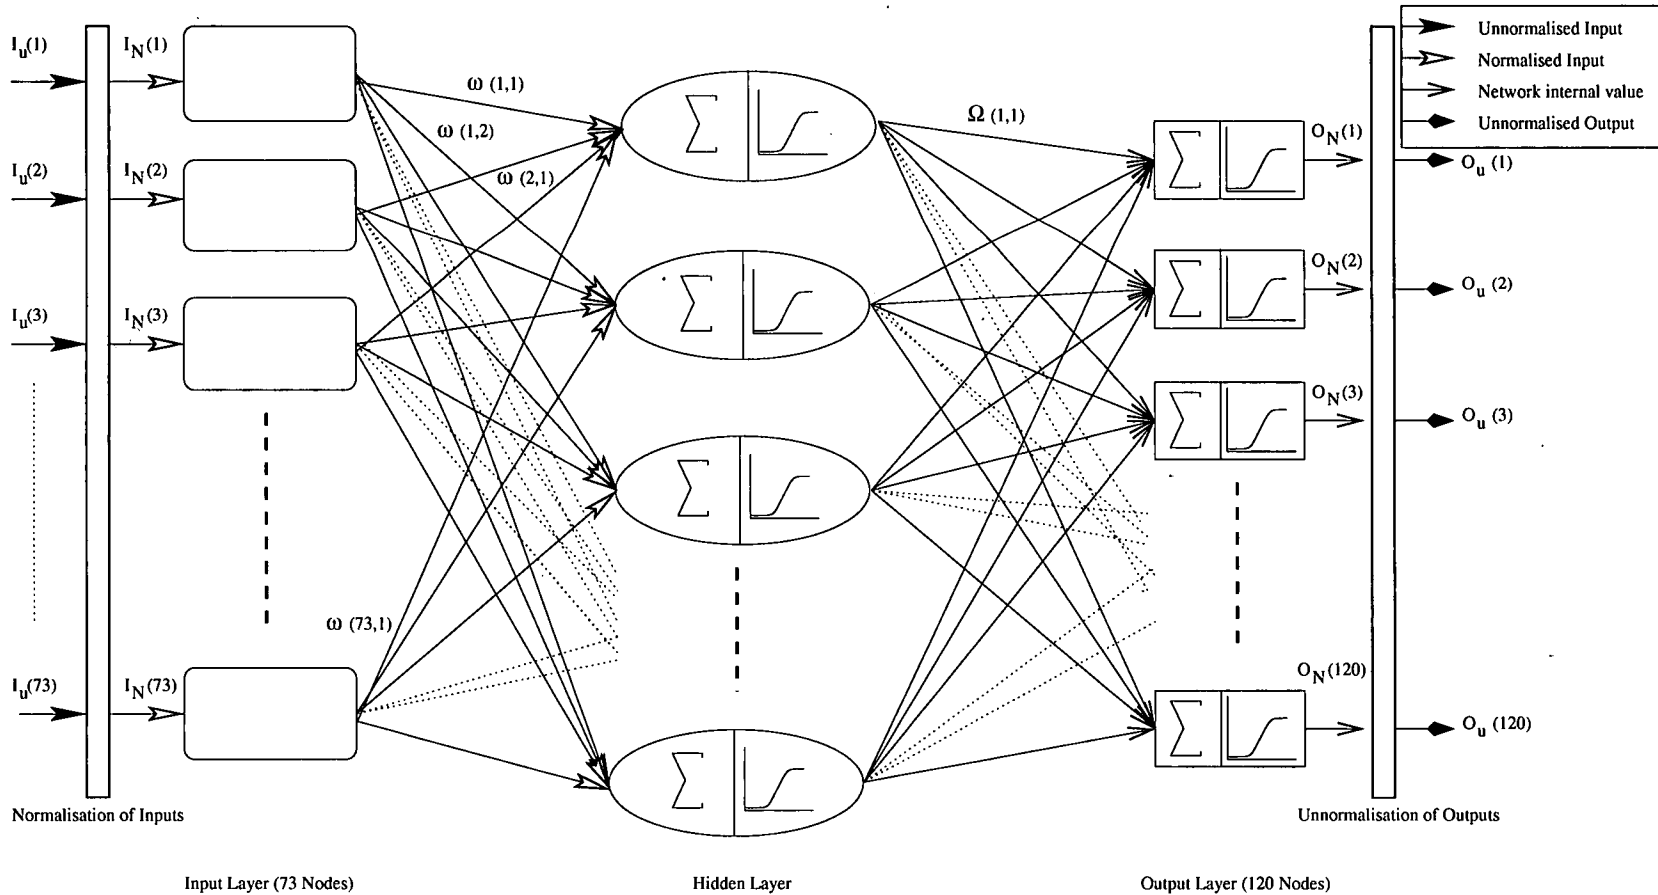 I_u(1)
I_N(1)
ω (1,1)
ω (1,2)
ω (2,1)
Ω (1,1)
O_N(1)
O_u (1)
Unnormalised Input
Normalised Input
Network internal value
Unnormalised Output
I_u(2)
I_N(2)
O_N(2)
O_u (2)
I_u(3)
I_N(3)
O_N(3)
O_u (3)
ω (73,1)
I_u(73)
I_N(73)
O_N(120)
O_u (120)
Σ
Σ
Σ
Σ
Σ
Σ
Σ
Σ
Normalisation of Inputs
Unnormalisation of Outputs
Input Layer (73 Nodes)
Hidden Layer
Output Layer (120 Nodes)